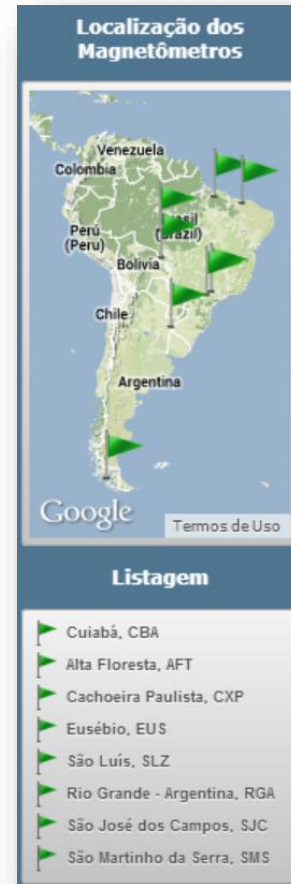 Localização dos
Magnetômetros
Venezuela
Colombia
Perú
(Peru)
(Brazil)
Bolivia
Chile
Argentina
Google
Termos de Uso
Listagem
Cuiabá, CBA
Alta Floresta, AFT
Cachoeira Paulista, CXP
Eusébio, EUS
São Luís, SLZ
Rio Grande - Argentina, RGA
São José dos Campos, SJC
São Martinho da Serra, SMS